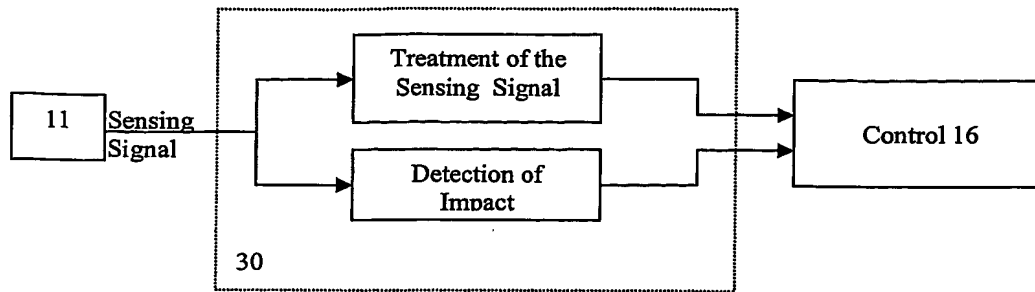 11
Sensing
Signal
Treatment of the
Sensing Signal
Detection of
Impact
30
Control 16